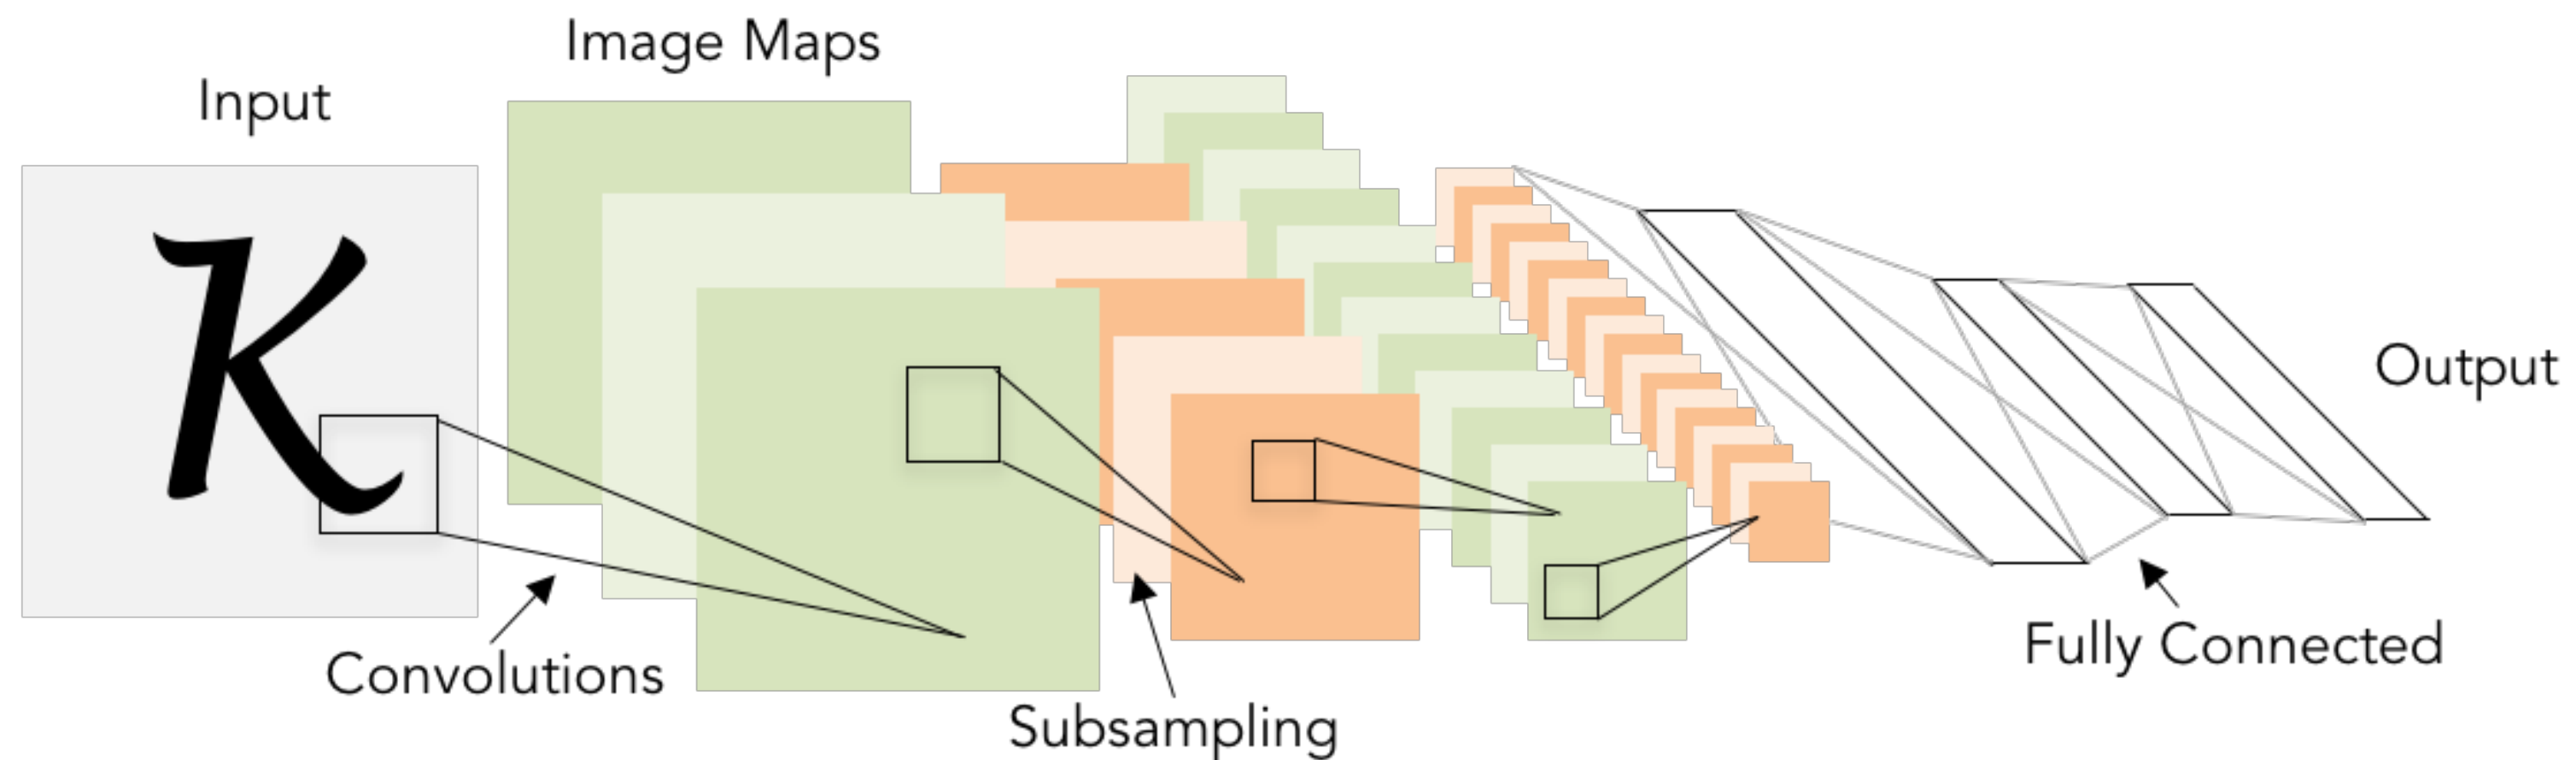 Input
Image Maps
K
Convolutions
Subsampling
Fully Connected
Output